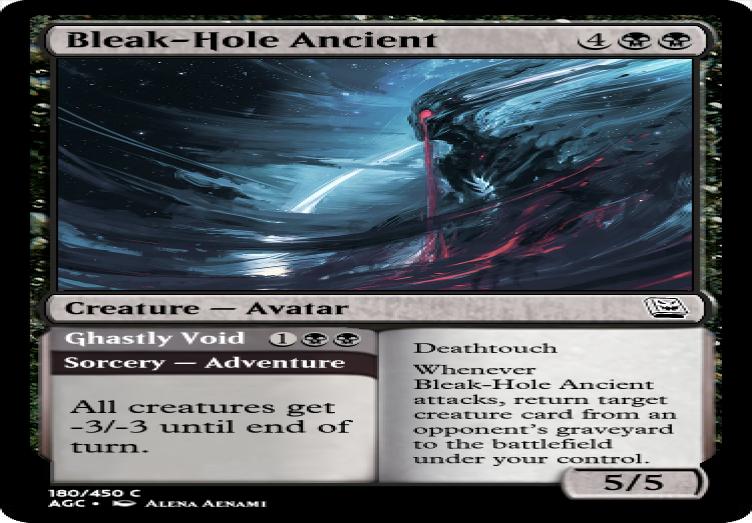 Bleak-Hole Ancient 4
Creature — Avatar
Ghastly Void 1
Sorcery — Adventure
All creatures get
-3/-3 until end of
turn.
Deathtouch
Whenever
Bleak-Hole Ancient
attacks, return target
creature card from an
opponent's graveyard
to the battlefield
under your control.
5/5
180/450 C
AGC • Alena Aenami